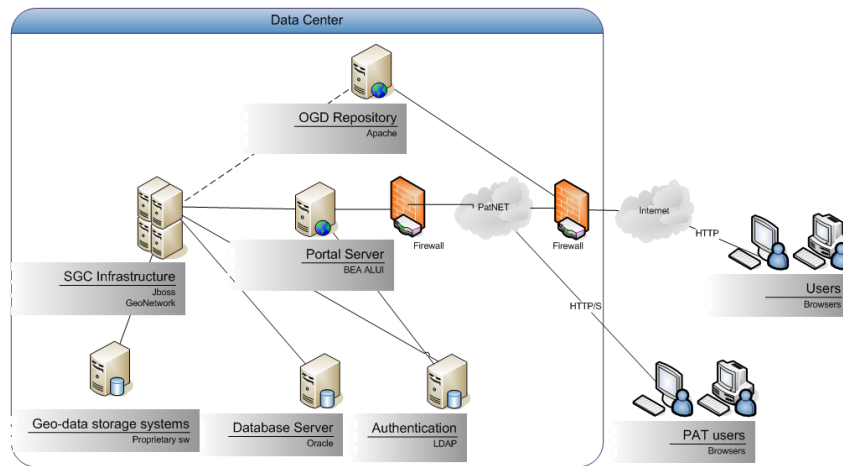 Data Center
OGD Repository
Apache
PatNET
Internet
Firewall
Firewall
HTTP
Portal Server
BEA ALUI
SGC Infrastructure
Jboss
GeoNetwork
Users
Browsers
HTTP/S
Geo-data storage systems
Proprietary sw
Database Server
Oracle
Authentication
LDAP
PAT users
Browsers